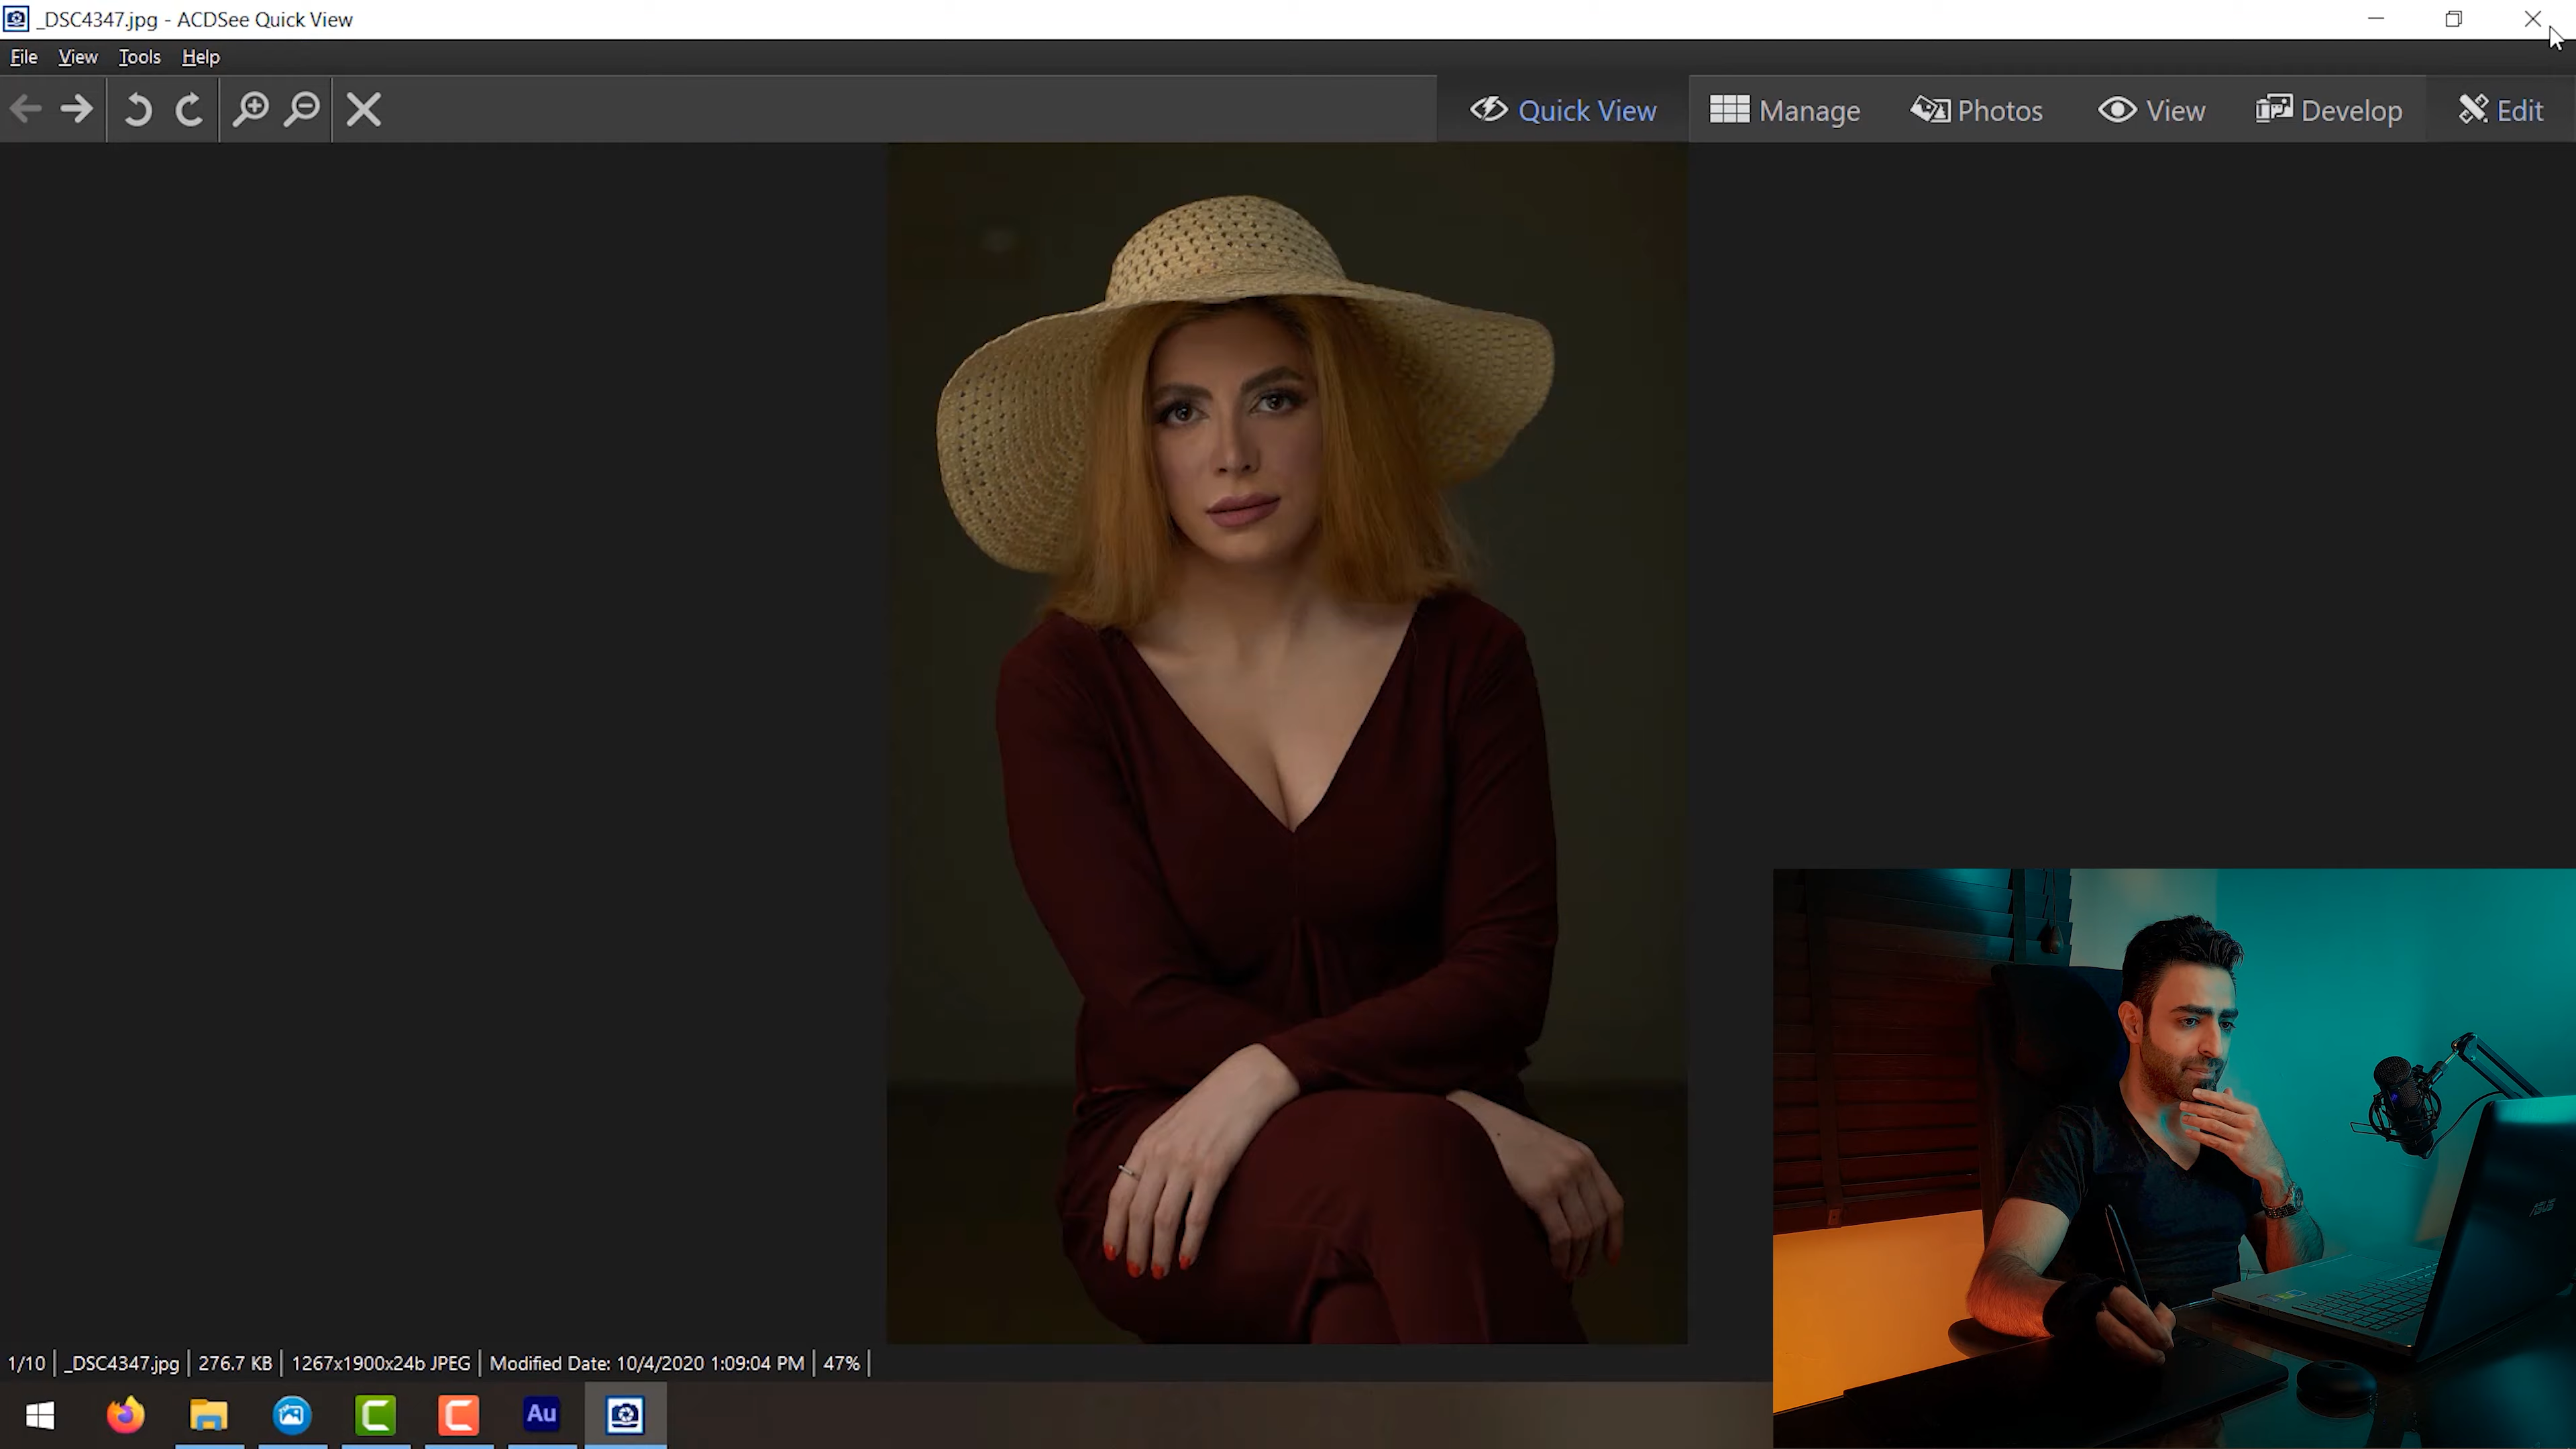 _DSC4347.jpg - ACDSee Quick View
File View Tools Help
Quick View Manage Photos View Develop Edit
1/10 _DSC4347.jpg 276.7 KB 1267x1900x24b JPEG Modified Date: 10/4/2020 1:09:04 PM 47%
Au
ASUS